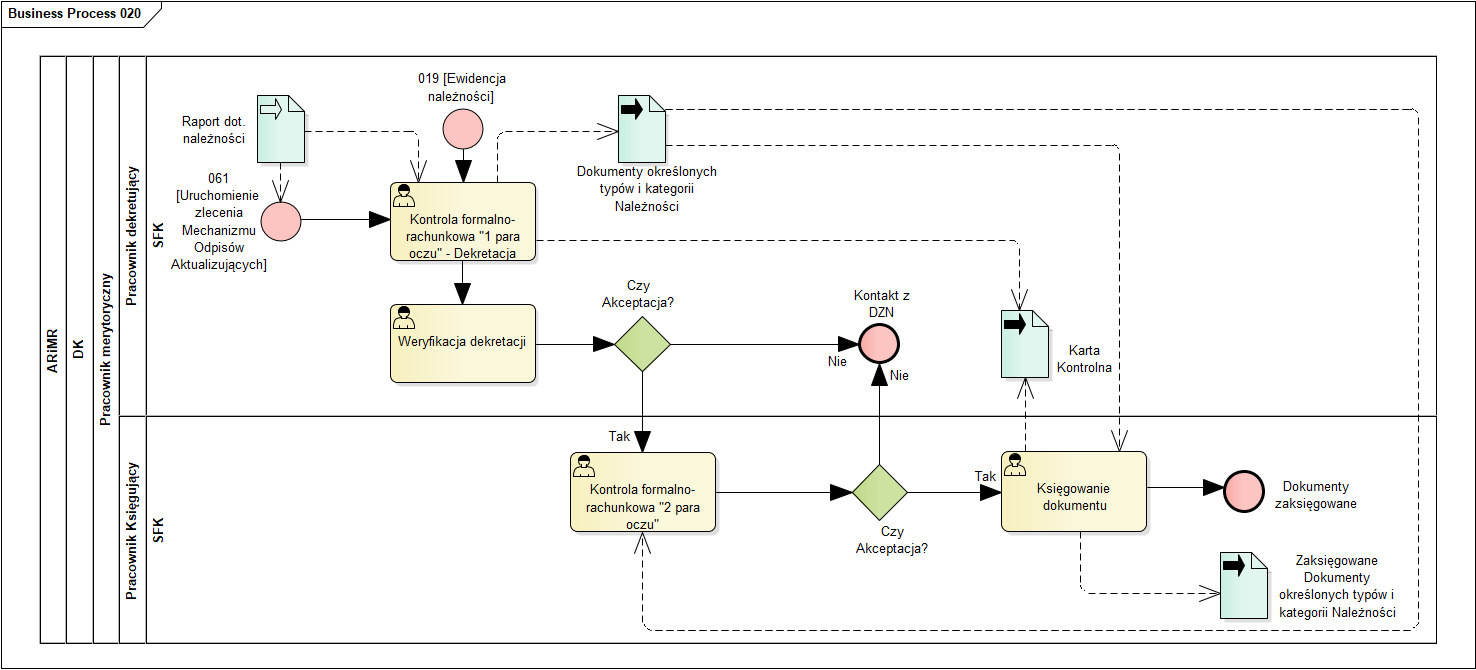 Business Process 020
ARiMR
DK
Pracownik merytoryczny
Pracownik dekretujący
SFK
Raport dot.
należności
019 [Ewidencja
należności]
061
[Uruchomienie
zlecenia
Mechanizmu
Odpisów
Aktualizujących]
Kontrola formalno-
rachunkowa "1 para
oczu" - Dekretacja
Dokumenty określonych
typów i kategorii
Należności
Weryfikacja dekretacji
Czy
Akceptacja?
Kontakt z
DZN
Nie
Nie
Karta
Kontrolna
Tak
Pracownik Księgujący
SFK
Kontrola formalno-
rachunkowa "2 para
oczu"
Czy
Akceptacja?
Tak
Księgowanie
dokumentu
Dokumenty
zaksięgowane
Zaksięgowane
Dokumenty
określonych typów i
kategorii Należności